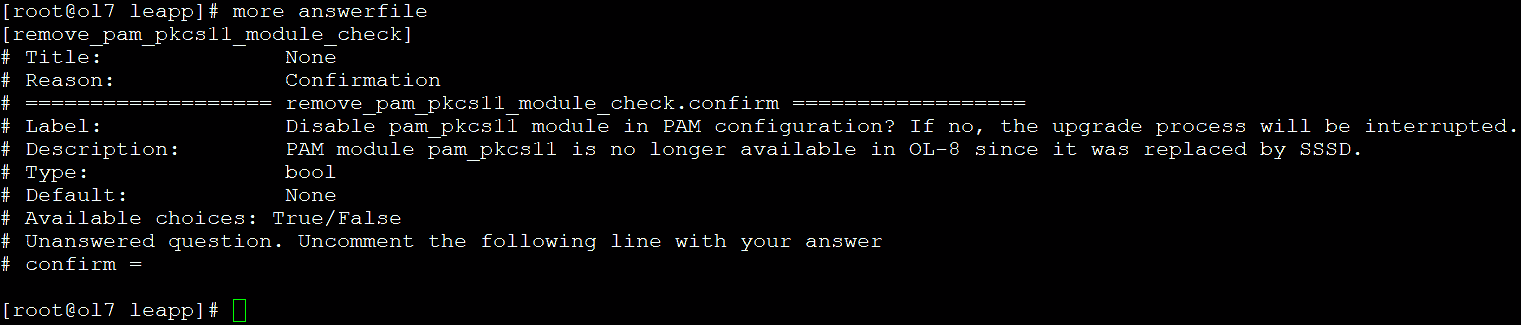 [root@ol7 leapp]# more answerfile
[remove_pam_pkcs11_module_check]
# Title:              None
# Reason:             Confirmation
# =================== remove_pam_pkcs11_module_check.confirm ==================
# Label:              Disable pam_pkcs11 module in PAM configuration? If no, the upgrade process will be interrupted.
# Description:        PAM module pam_pkcs11 is no longer available in OL-8 since it was replaced by SSSD.
# Type:               bool
# Default:            None
# Available choices: True/False
# Unanswered question. Uncomment the following line with your answer
# confirm =
[root@ol7 leapp]#